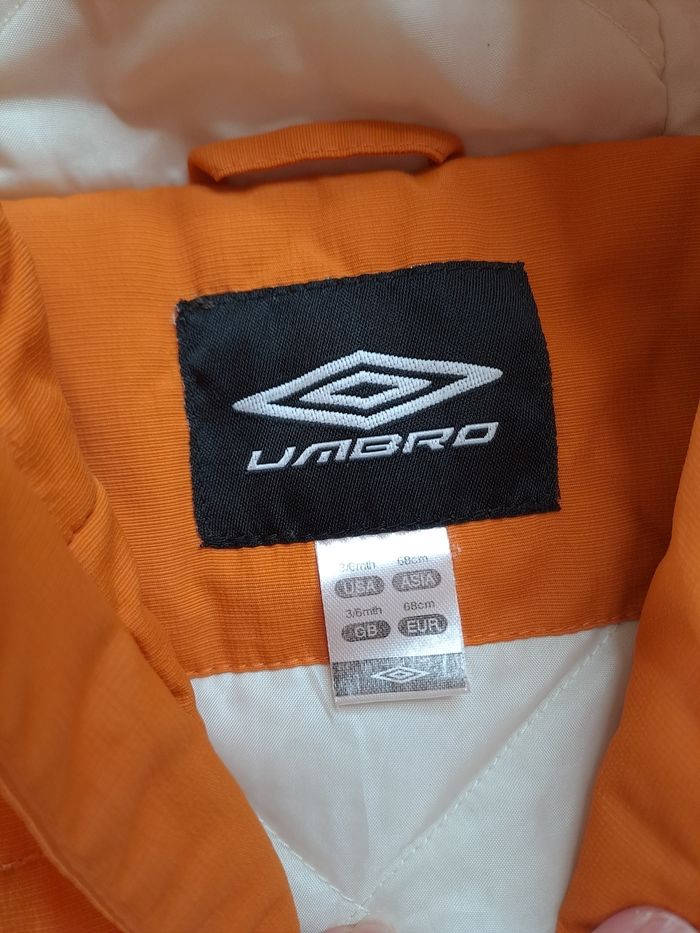 UMBRO
3/6mth 68cm
USA ASIA
3/6mth 68cm
GB EUR